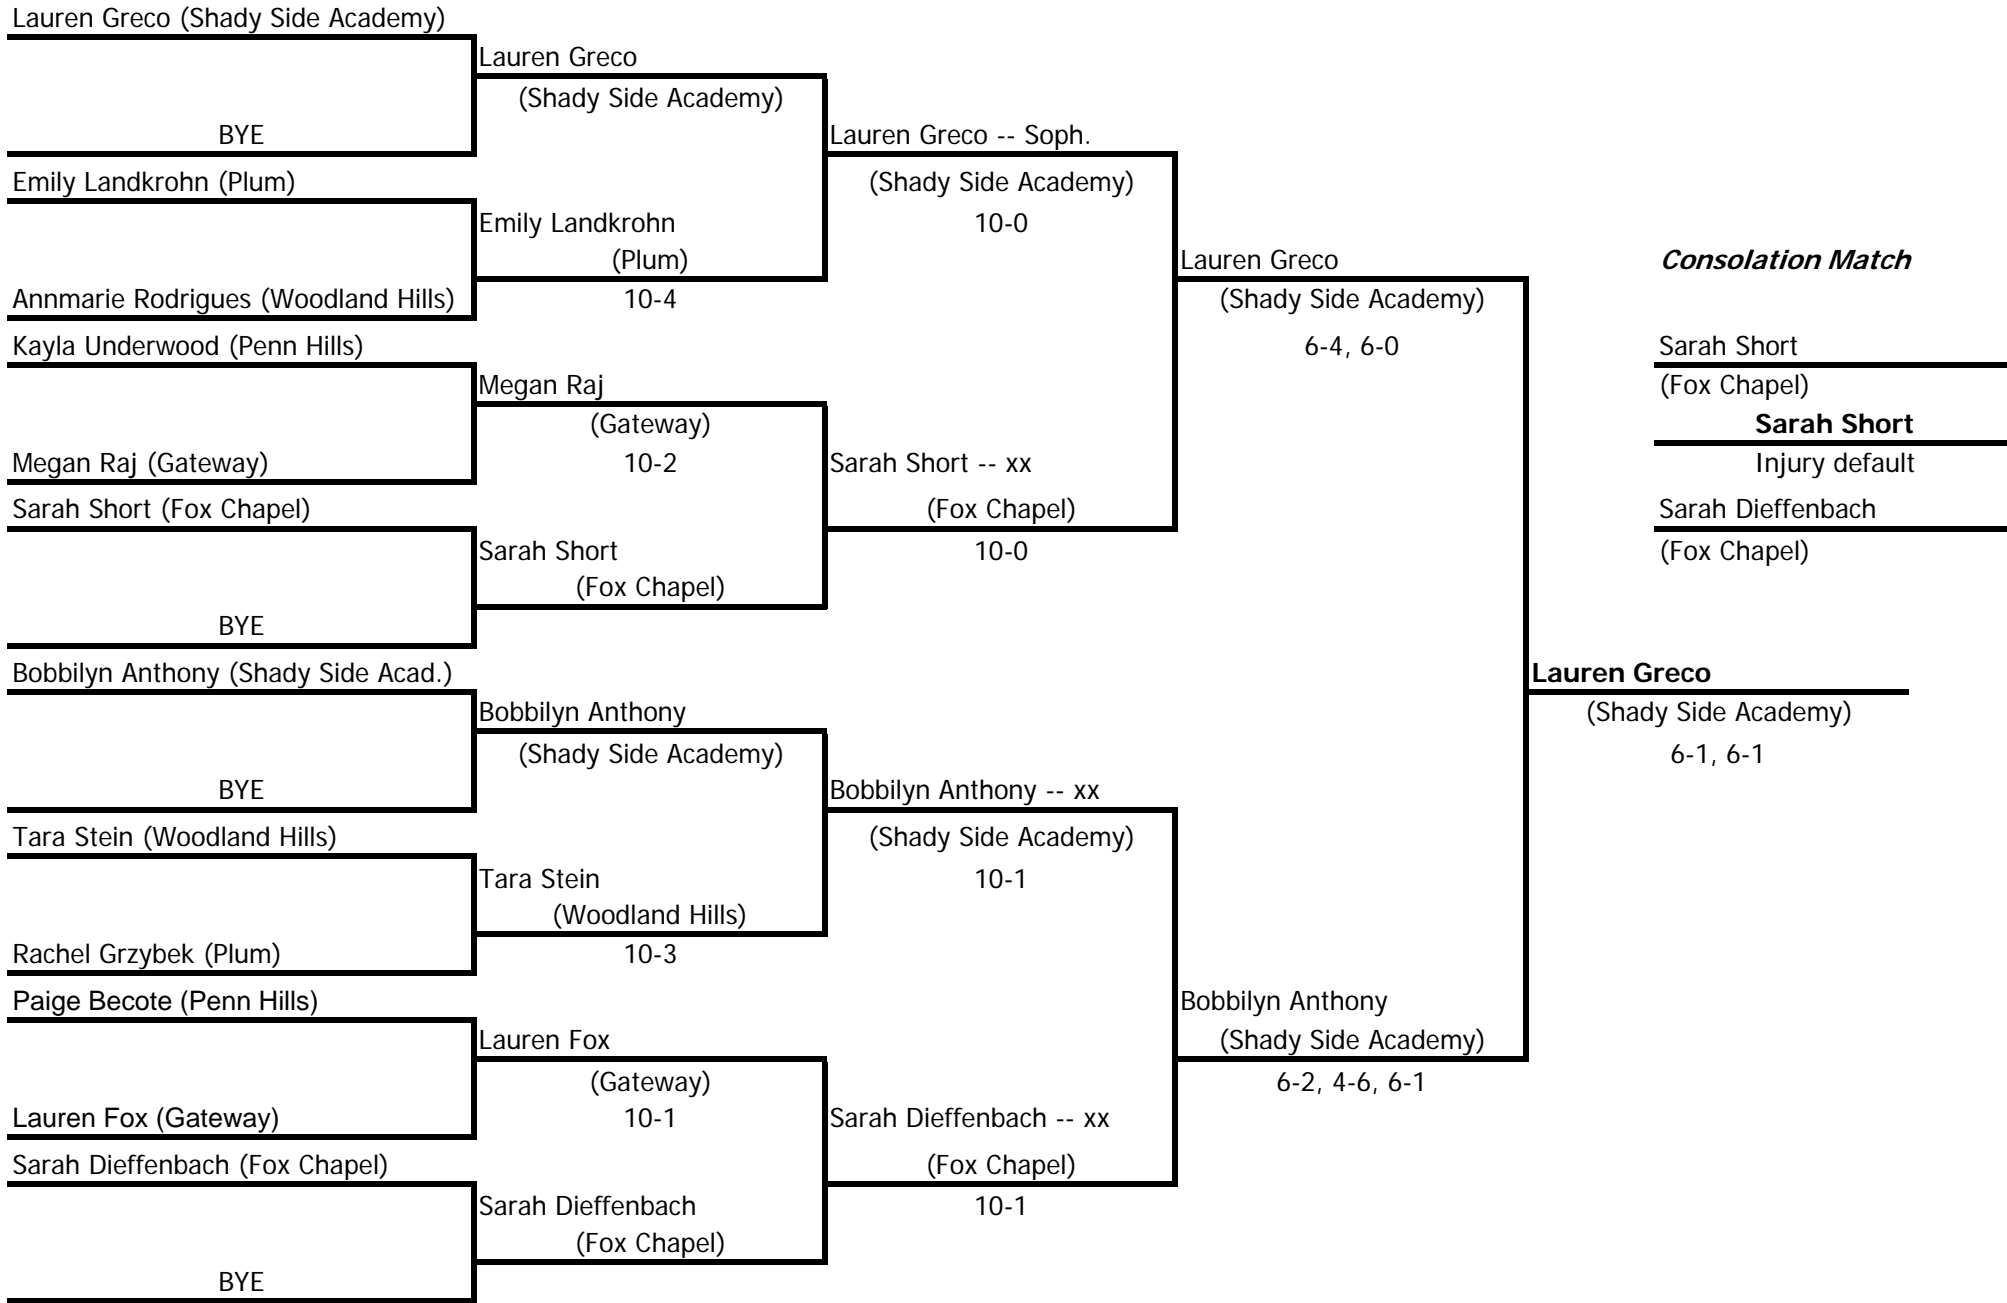 Lauren Greco (Shady Side Academy)
BYE
Emily Landkrohn (Plum)
Annmarie Rodrigues (Woodland Hills)
Kayla Underwood (Penn Hills)
Megan Raj (Gateway)
Sarah Short (Fox Chapel)
BYE
Bobbilyn Anthony (Shady Side Acad.)
BYE
Tara Stein (Woodland Hills)
Rachel Grzybek (Plum)
Paige Becote (Penn Hills)
Lauren Fox (Gateway)
Sarah Dieffenbach (Fox Chapel)
BYE
Lauren Greco
(Shady Side Academy)
Emily Landkrohn
(Plum)
10-4
Megan Raj
(Gateway)
10-2
Sarah Short
(Fox Chapel)
Bobbilyn Anthony
(Shady Side Academy)
Tara Stein
(Woodland Hills)
10-3
Lauren Fox
(Gateway)
10-1
Sarah Dieffenbach
(Fox Chapel)
Lauren Greco -- Soph.
(Shady Side Academy)
10-0
Sarah Short -- xx
(Fox Chapel)
10-0
Bobbilyn Anthony -- xx
(Shady Side Academy)
10-1
Sarah Dieffenbach -- xx
(Fox Chapel)
10-1
Lauren Greco
(Shady Side Academy)
6-4, 6-0
Bobbilyn Anthony
(Shady Side Academy)
6-2, 4-6, 6-1
Lauren Greco
(Shady Side Academy)
6-1, 6-1
Consolation Match
Sarah Short
(Fox Chapel)
Sarah Short
Injury default
Sarah Dieffenbach
(Fox Chapel)